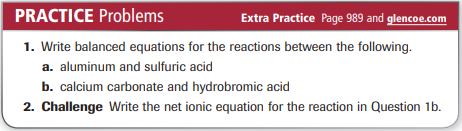 PRACTICE Problems
Extra Practice Page 989 and glencoe.com
1. Write balanced equations for the reactions between the following.
a. aluminum and sulfuric acid
b. calcium carbonate and hydrobromic acid
2. Challenge Write the net ionic equation for the reaction in Question 1b.